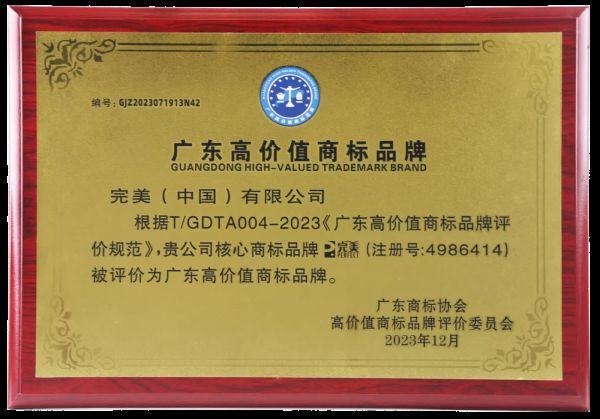 编号：GJZ2023071913N42
广东高价值商标品牌
GUANGDONG HIGH-VALUED TRADEMARK BRAND
完美（中国）有限公司
根据T/GDTA004-2023《广东高价值商标品牌评
价规范》，贵公司核心商标品牌 完美 (注册号:4986414)
被评价为广东高价值商标品牌。
广东商标协会
高价值商标品牌评价委员会
2023年12月